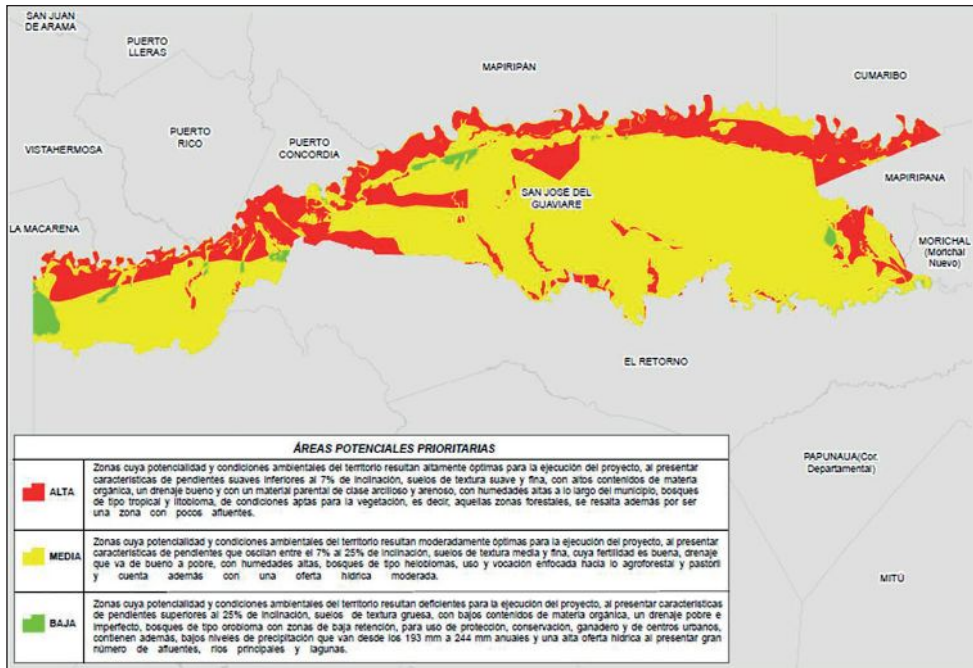 SAN JUAN
DE ARAMA
PUERTO
LLERAS
MAPIRIPÁN
CUMARIBO
VISTAHERMOSA
PUERTO
RICO
PUERTO
CONCORDIA
MAPIRIPANA
SAN JOSÉ DEL
GUAVIARE
LA MACARENA
MORICHAL
(Morichal
Nuevo)
EL RETORNO
PAPUNAUA(Cor.
Departamental)
MITÚ
ÁREAS POTENCIALES PRIORITARIAS
ALTA
Zonas cuya potencialidad y condiciones ambientales del territorio resultan altamente óptimas para la ejecución del proyecto, al presentar
características de pendientes suaves inferiores al 7% de inclinación, suelos de textura suave y fina, con altos contenidos de materia
orgánica, un drenaje bueno y con un material parental de clase arcilloso y arenoso, con humedades altas a lo largo del municipio, bosques
de tipo tropical y litobioma, de condiciones aptas para la vegetación, es decir, aquellas zonas forestales, se resalta además por ser
una zona con pocos afluentes.
MEDIA
Zonas cuya potencialidad y condiciones ambientales del territorio resultan moderadamente óptimas para la ejecución del proyecto, al presentar
características de pendientes que oscilan entre el 7% al 25% de inclinación, suelos de textura media y fina, cuya fertilidad es buena, drenaje
que va de bueno a pobre, con humedades altas, bosques de tipo helobiomas, uso y vocación enfocada hacia lo agroforestal y pastoril
y cuenta además con una oferta hídrica moderada.
BAJA
Zonas cuya potencialidad y condiciones ambientales del territorio resultan deficientes para la ejecución del proyecto, al presentar características
de pendientes superiores al 25% de inclinación, suelos de textura gruesa, con bajos contenidos de materia orgánica, un drenaje pobre e
imperfecto, bosques de tipo orobioma con zonas de baja retención, para uso de protección, conservación, ganadero y de centros urbanos,
contienen además, bajos niveles de precipitación que van desde los 193 mm a 244 mm anuales y una alta oferta hídrica al presentar gran
número de afluentes, ríos principales y lagunas.